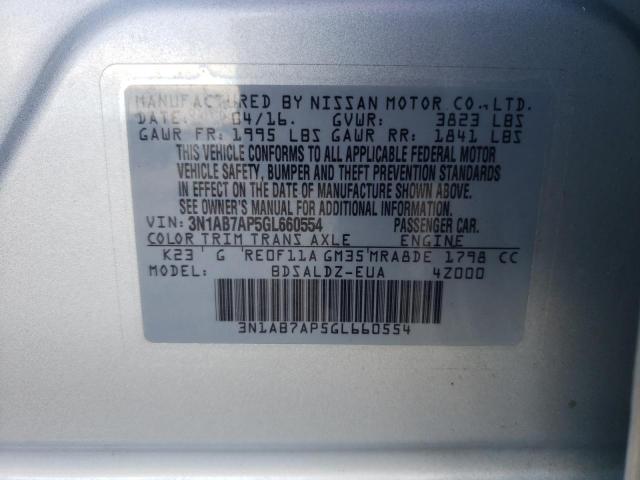 MANUFACTURED BY NISSAN MOTOR CO., LTD.
DATE: 04/16. GVWR: 3823 LBS
GAWR FR: 1995 LBS GAWR RR: 1841 LBS
THIS VEHICLE CONFORMS TO ALL APPLICABLE FEDERAL MOTOR
VEHICLE SAFETY, BUMPER AND THEFT PREVENTION STANDARDS
IN EFFECT ON THE DATE OF MANUFACTURE SHOWN ABOVE.
SEE OWNER'S MANUAL FOR ADDITIONAL INFORMATION.
VIN: 3N1AB7AP5GL660554 PASSENGER CAR.
COLOR TRIM TRANS AXLE ENGINE
K23 G RE0F11A GM35 MRA8DE 1798 CC
MODEL: BDSALDZ-EUA 4Z000
3N1AB7AP5GL660554